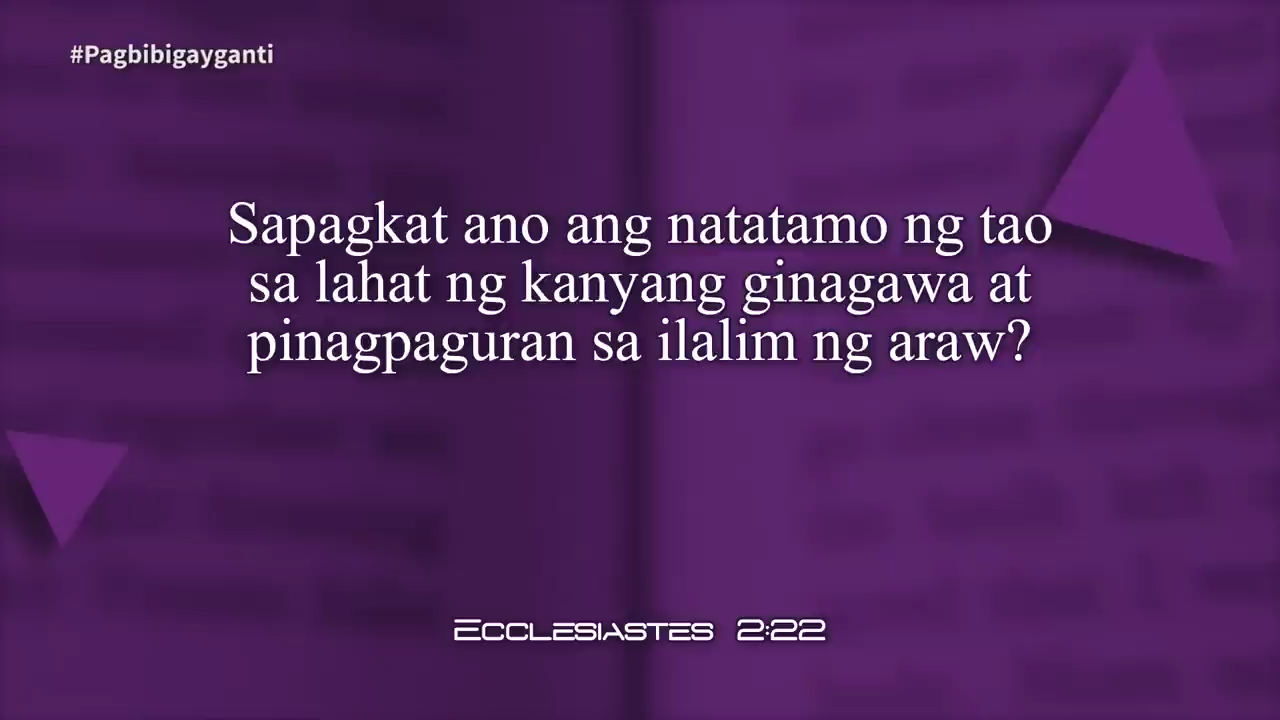 #Pagbibigayganti
Sapagkat ano ang natatamo ng tao
sa lahat ng kanyang ginagawa at
pinagpaguran sa ilalim ng araw?
Ecclesiastes 2:22